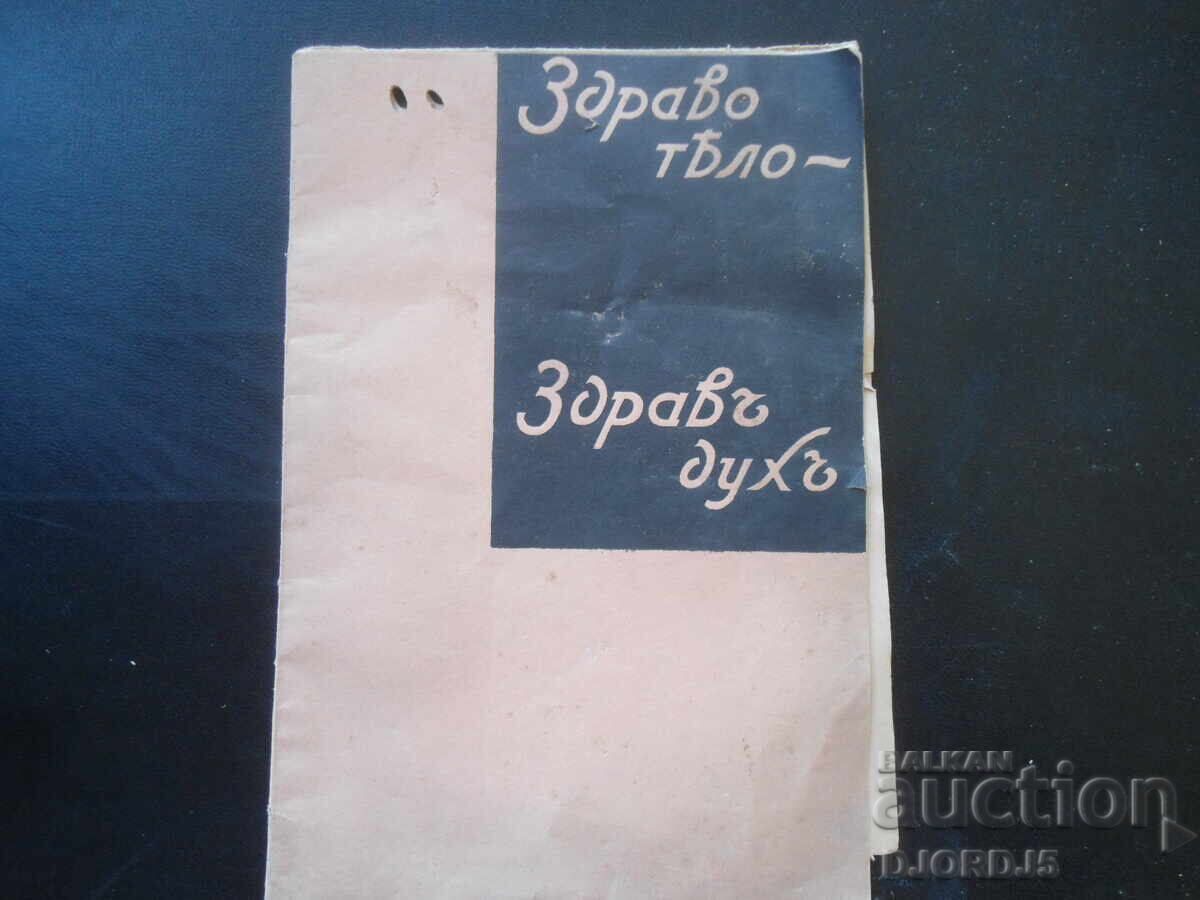 Здраво
тѣло—
Здравъ
духъ
BALKAN
auction
DJORDJ5